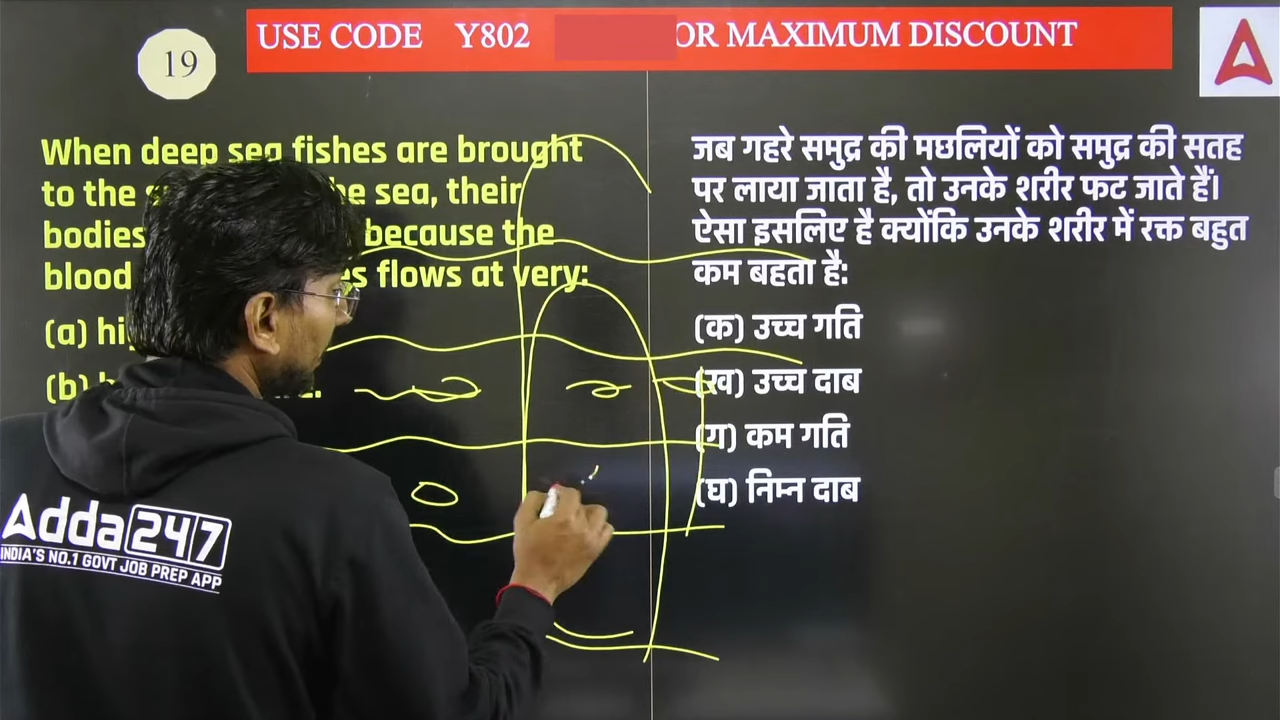 USE CODE Y802 OR MAXIMUM DISCOUNT
19
When deep sea fishes are brought
to the he sea, their
bodies because the
blood flows at very:
(a)
(b)
जब गहरे समुद्र की मछलियों को समुद्र की सतह
पर लाया जाता है, तो उनके शरीर फट जाते हैं।
ऐसा इसलिए है क्योंकि उनके शरीर में रक्त बहुत
कम बहता है:
(क) उच्च गति
(ख) उच्च दाब
(ग) कम गति
(घ) निम्न दाब
Adda247
INDIA'S NO.1 GOVT JOB PREP APP